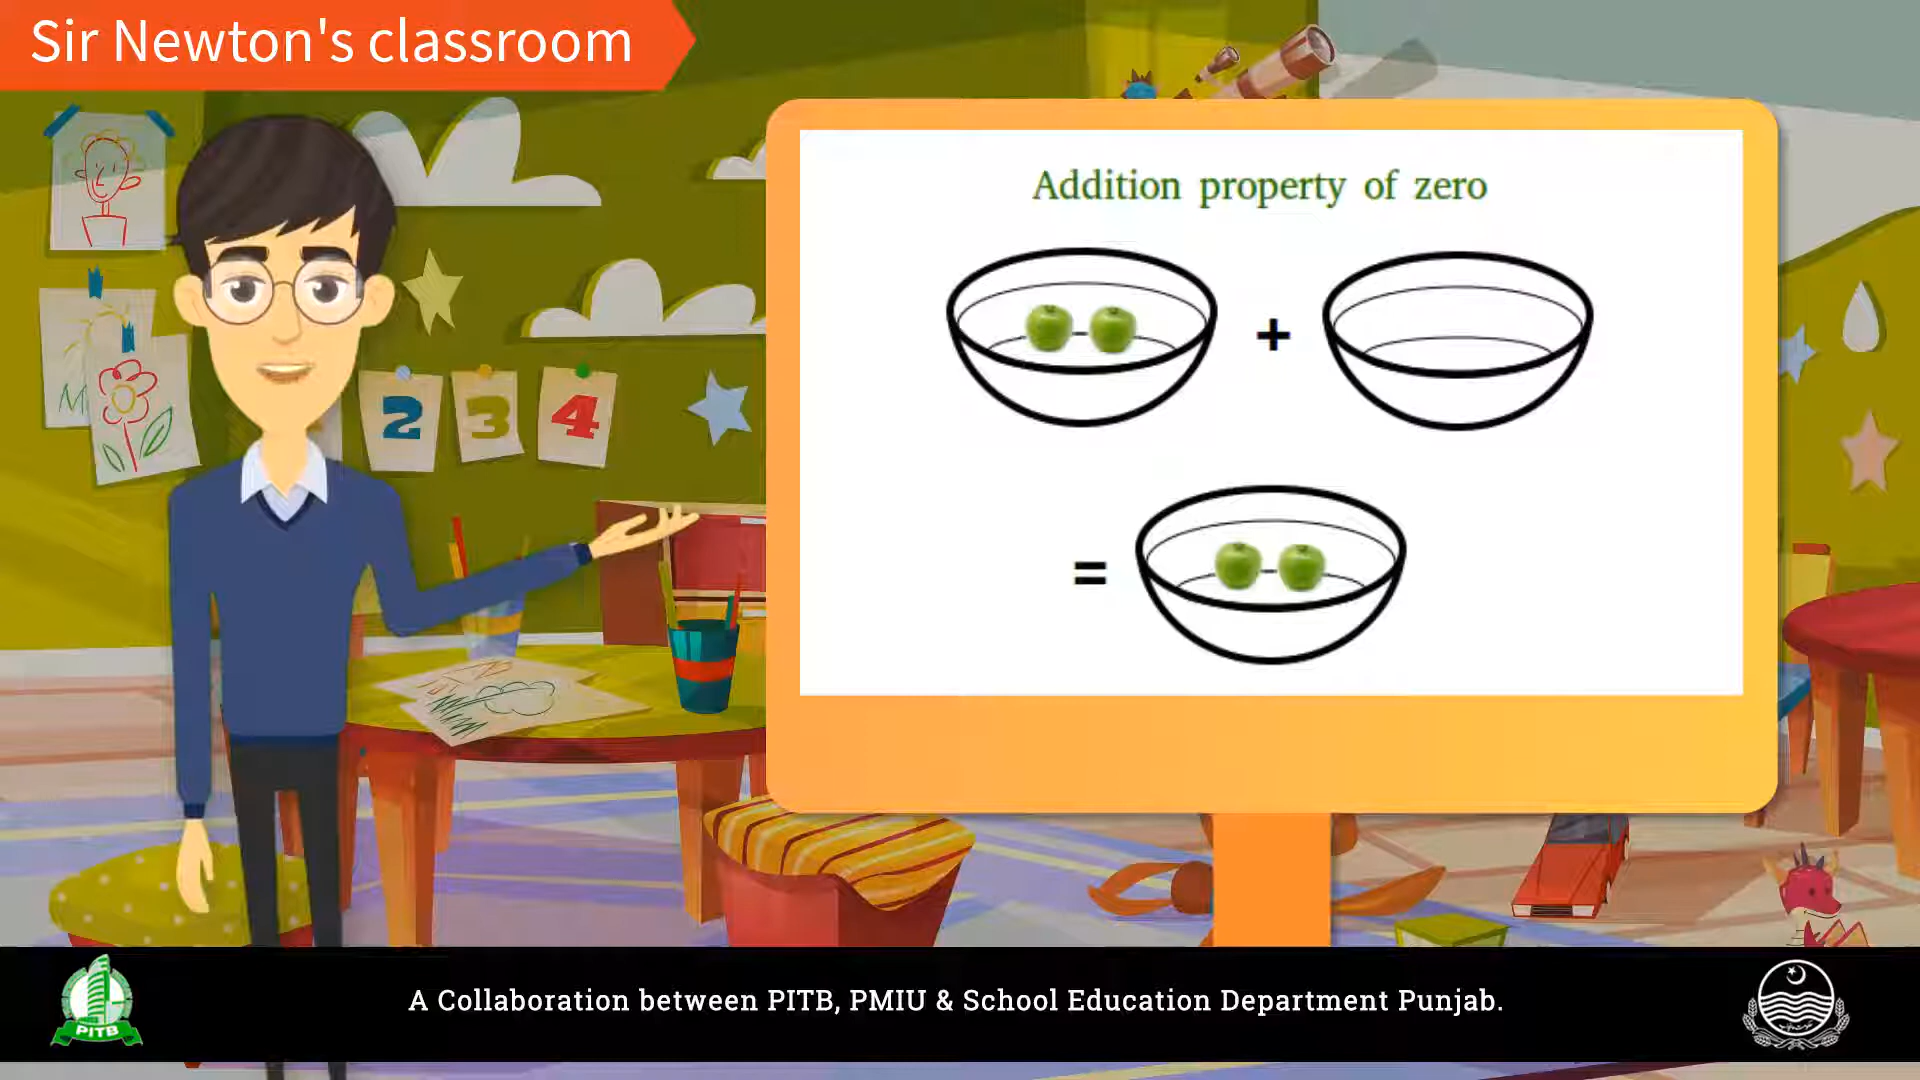 Sir Newton's classroom
Addition property of zero
+
=
2 3 4
A Collaboration between PITB, PMIU & School Education Department Punjab.
PITB